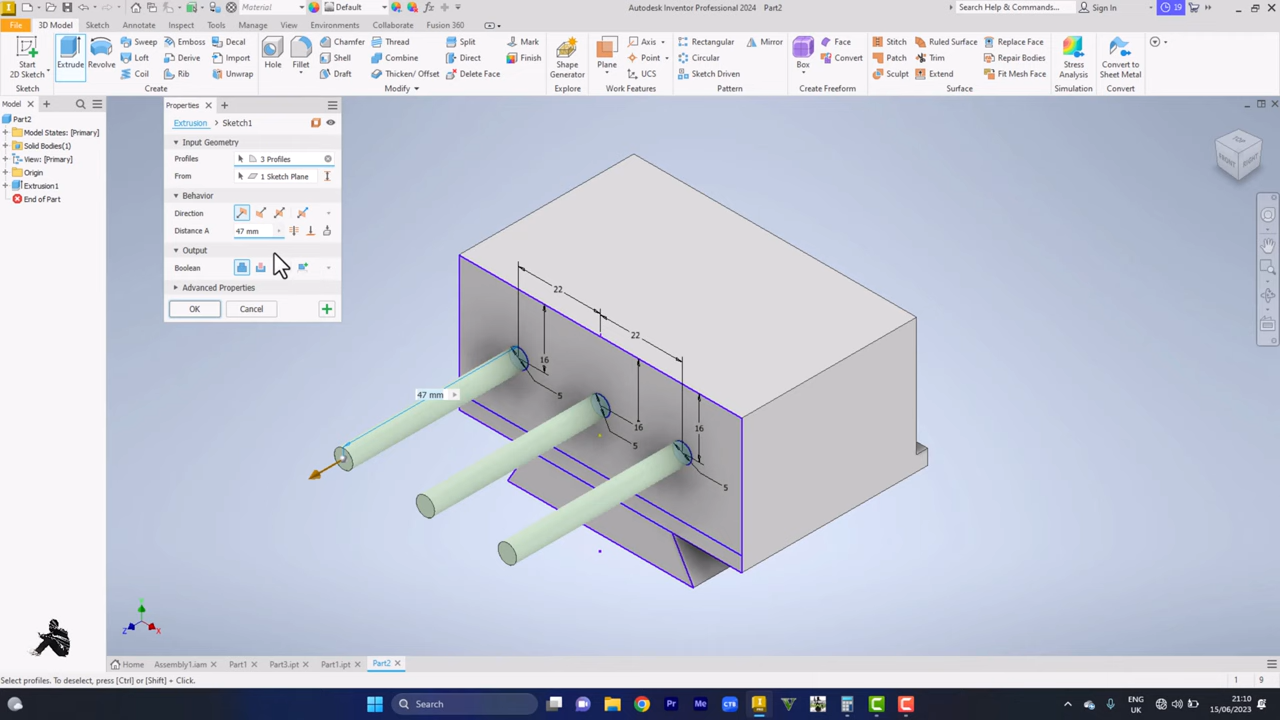 Material
Default
Autodesk Inventor Professional 2024 Part2
Search Help & Commands...
Sign In
19
File
3D Model
Sketch
Annotate
Inspect
Tools
Manage
View
Environments
Collaborate
Fusion 360
Start
2D Sketch
Extrude
Revolve
Sweep
Loft
Coil
Emboss
Derive
Rib
Decal
Import
Unwrap
Hole
Fillet
Chamfer
Shell
Draft
Thread
Combine
Thicken/ Offset
Split
Direct
Delete Face
Mark
Finish
Shape
Generator
Plane
Axis
Point
UCS
Rectangular
Circular
Sketch Driven
Mirror
Box
Face
Convert
Stitch
Patch
Sculpt
Ruled Surface
Trim
Extend
Replace Face
Repair Bodies
Fit Mesh Face
Stress
Analysis
Convert to
Sheet Metal
Sketch
Create
Modify
Explore
Work Features
Pattern
Create Freeform
Surface
Simulation
Convert
Model
Part2
Model States: [Primary]
Solid Bodies(1)
View: [Primary]
Origin
Extrusion1
End of Part
Properties
Extrusion
Sketch1
Input Geometry
Profiles
3 Profiles
From
1 Sketch Plane
Behavior
Direction
Distance A
47 mm
Output
Boolean
Advanced Properties
OK
Cancel
22
22
16
16
16
5
5
5
47 mm
TOP
Y
Z
X
Home
Assembly1.iam
Part1
Part3.ipt
Part1.ipt
Part2
Select profiles. To deselect, press [Ctrl] or [Shift] + Click.
1
9
Search
Pr
Me
CTB
ENG
UK
21:10
15/06/2023